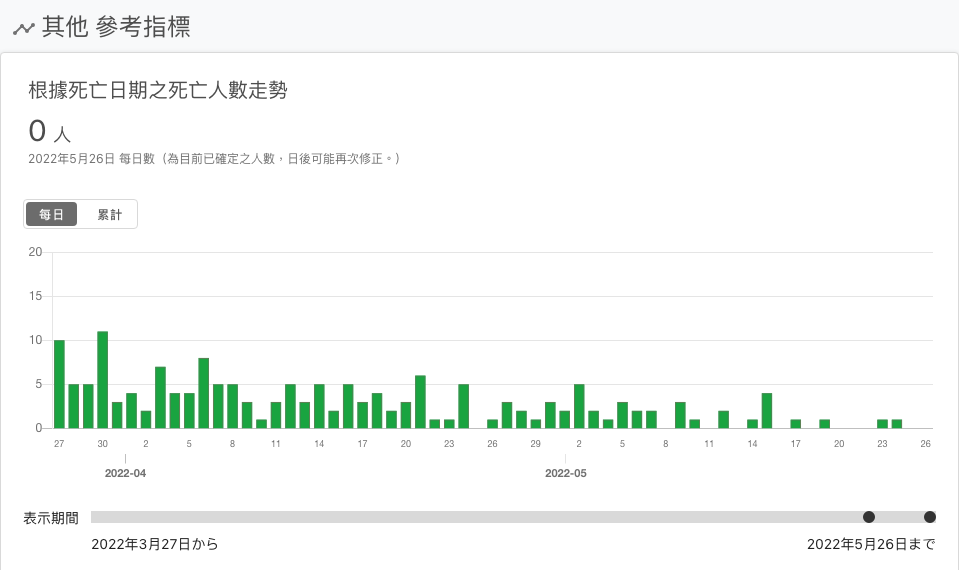 其他 參考指標
根據死亡日期之死亡人數走勢
0 人
2022年5月26日 每日數（為目前已確定之人數，日後可能再次修正。）
每日 累計
20
15
10
5
0
27 30 2 5 8 11 14 17 20 23 26 29 2 5 8 11 14 17 20 23 26
2022-04 2022-05
表示期間
2022年3月27日から 2022年5月26日まで